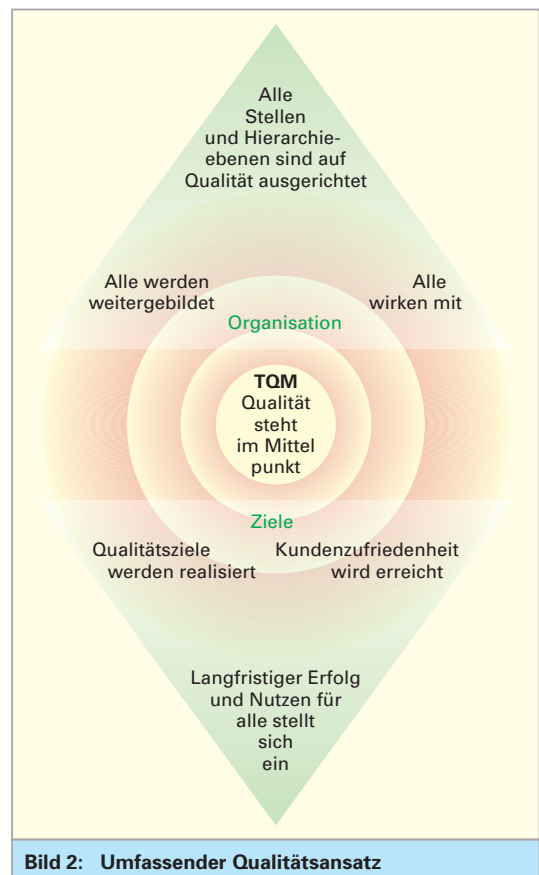 Alle
Stellen
und Hierarchie-
ebenen sind auf
Qualität ausgerichtet
Alle werden
weitergebildet
Alle
wirken mit
Organisation
TQM
Qualität
steht
im Mittel
punkt
Ziele
Qualitätsziele
werden realisiert
Kundenzufriedenheit
wird erreicht
Langfristiger Erfolg
und Nutzen für
alle stellt
sich
ein
Bild 2: Umfassender Qualitätsansatz